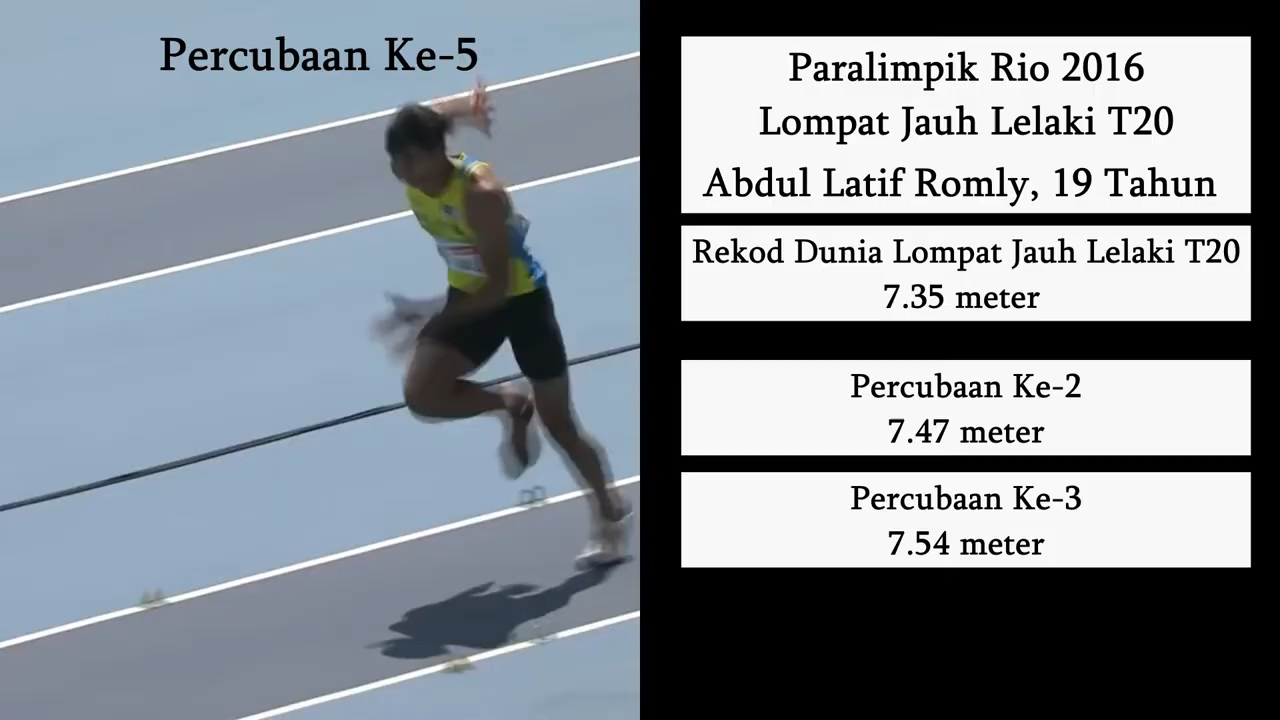 Percubaan Ke-5
Paralimpik Rio 2016
Lompat Jauh Lelaki T20
Abdul Latif Romly, 19 Tahun
Rekod Dunia Lompat Jauh Lelaki T20
7.35 meter
Percubaan Ke-2
7.47 meter
Percubaan Ke-3
7.54 meter